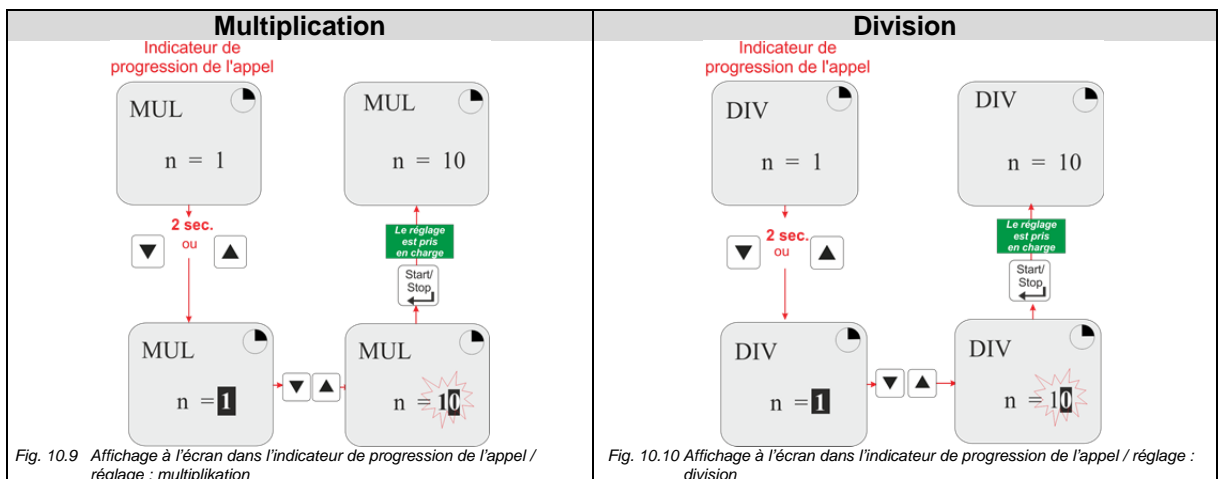 Multiplication
Indicateur de
progression de l'appel
MUL
n = 1
MUL
n = 10
2 sec.
ou
Le réglage
est pris
en charge
Start/
Stop
MUL
n = 1
MUL
n = 10
Fig. 10.9 Affichage à l'écran dans l'indicateur de progression de l'appel /
réglage : multiplikation
Division
Indicateur de
progression de l'appel
DIV
n = 1
DIV
n = 10
2 sec.
ou
Le réglage
est pris
en charge
Start/
Stop
DIV
n = 1
DIV
n = 10
Fig. 10.10 Affichage à l'écran dans l'indicateur de progression de l'appel / réglage :
division